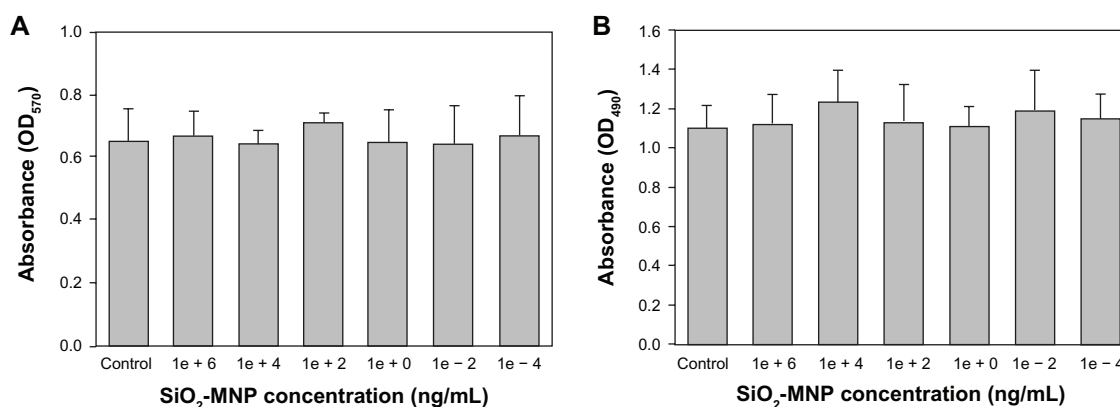 A
1.0
0.8
0.6
0.4
0.2
0.0
Absorbance (OD₅₇₀)
Control 1e + 6 1e + 4 1e + 2 1e + 0 1e − 2 1e − 4
SiO₂-MNP concentration (ng/mL)
B
1.6
1.4
1.2
1.0
0.8
0.6
0.4
0.2
0.0
Absorbance (OD₄₉₀)
Control 1e + 6 1e + 4 1e + 2 1e + 0 1e − 2 1e − 4
SiO₂-MNP concentration (ng/mL)